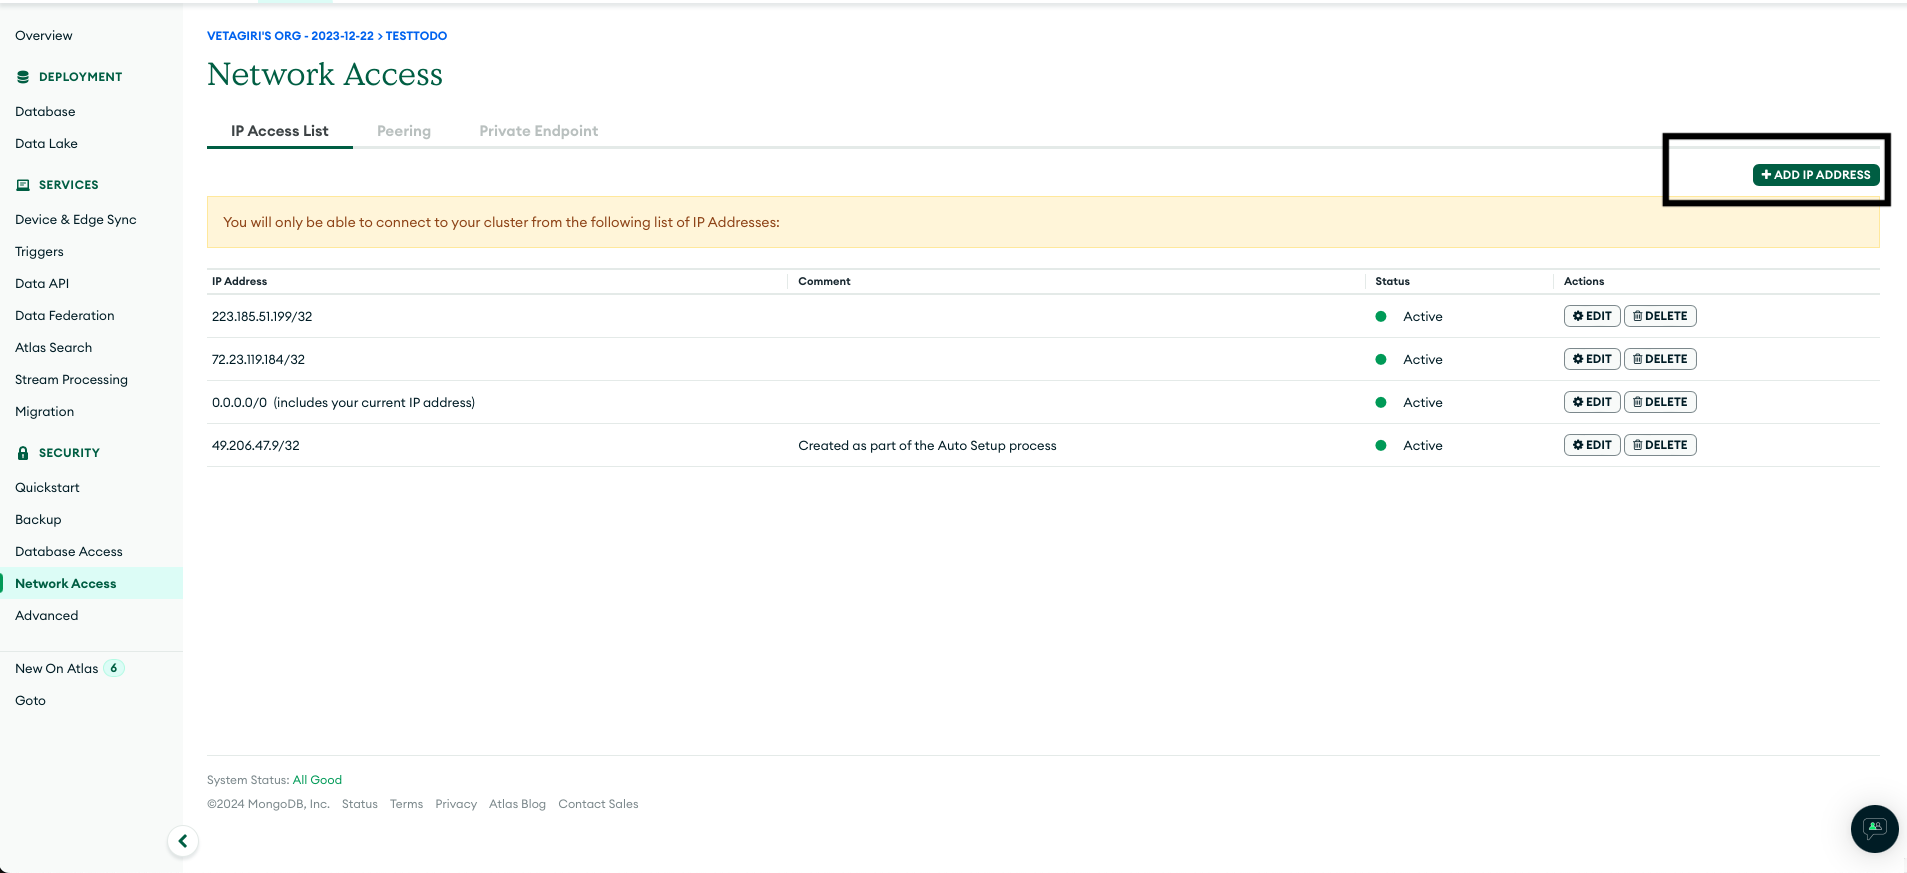 Overview
VETAGIRI'S ORG - 2023-12-22 > TESTTODO
Network Access
DEPLOYMENT
Database
Data Lake
SERVICES
Device & Edge Sync
Triggers
Data API
Data Federation
Atlas Search
Stream Processing
Migration
SECURITY
Quickstart
Backup
Database Access
Network Access
Advanced
New On Atlas 6
Goto
IP Access List Peering Private Endpoint
+ ADD IP ADDRESS
You will only be able to connect to your cluster from the following list of IP Addresses:
IP Address Comment Status Actions
223.185.51.199/32 Active EDIT DELETE
72.23.119.184/32 Active EDIT DELETE
0.0.0.0/0 (includes your current IP address) Active EDIT DELETE
49.206.47.9/32 Created as part of the Auto Setup process Active EDIT DELETE
System Status: All Good
©2024 MongoDB, Inc. Status Terms Privacy Atlas Blog Contact Sales